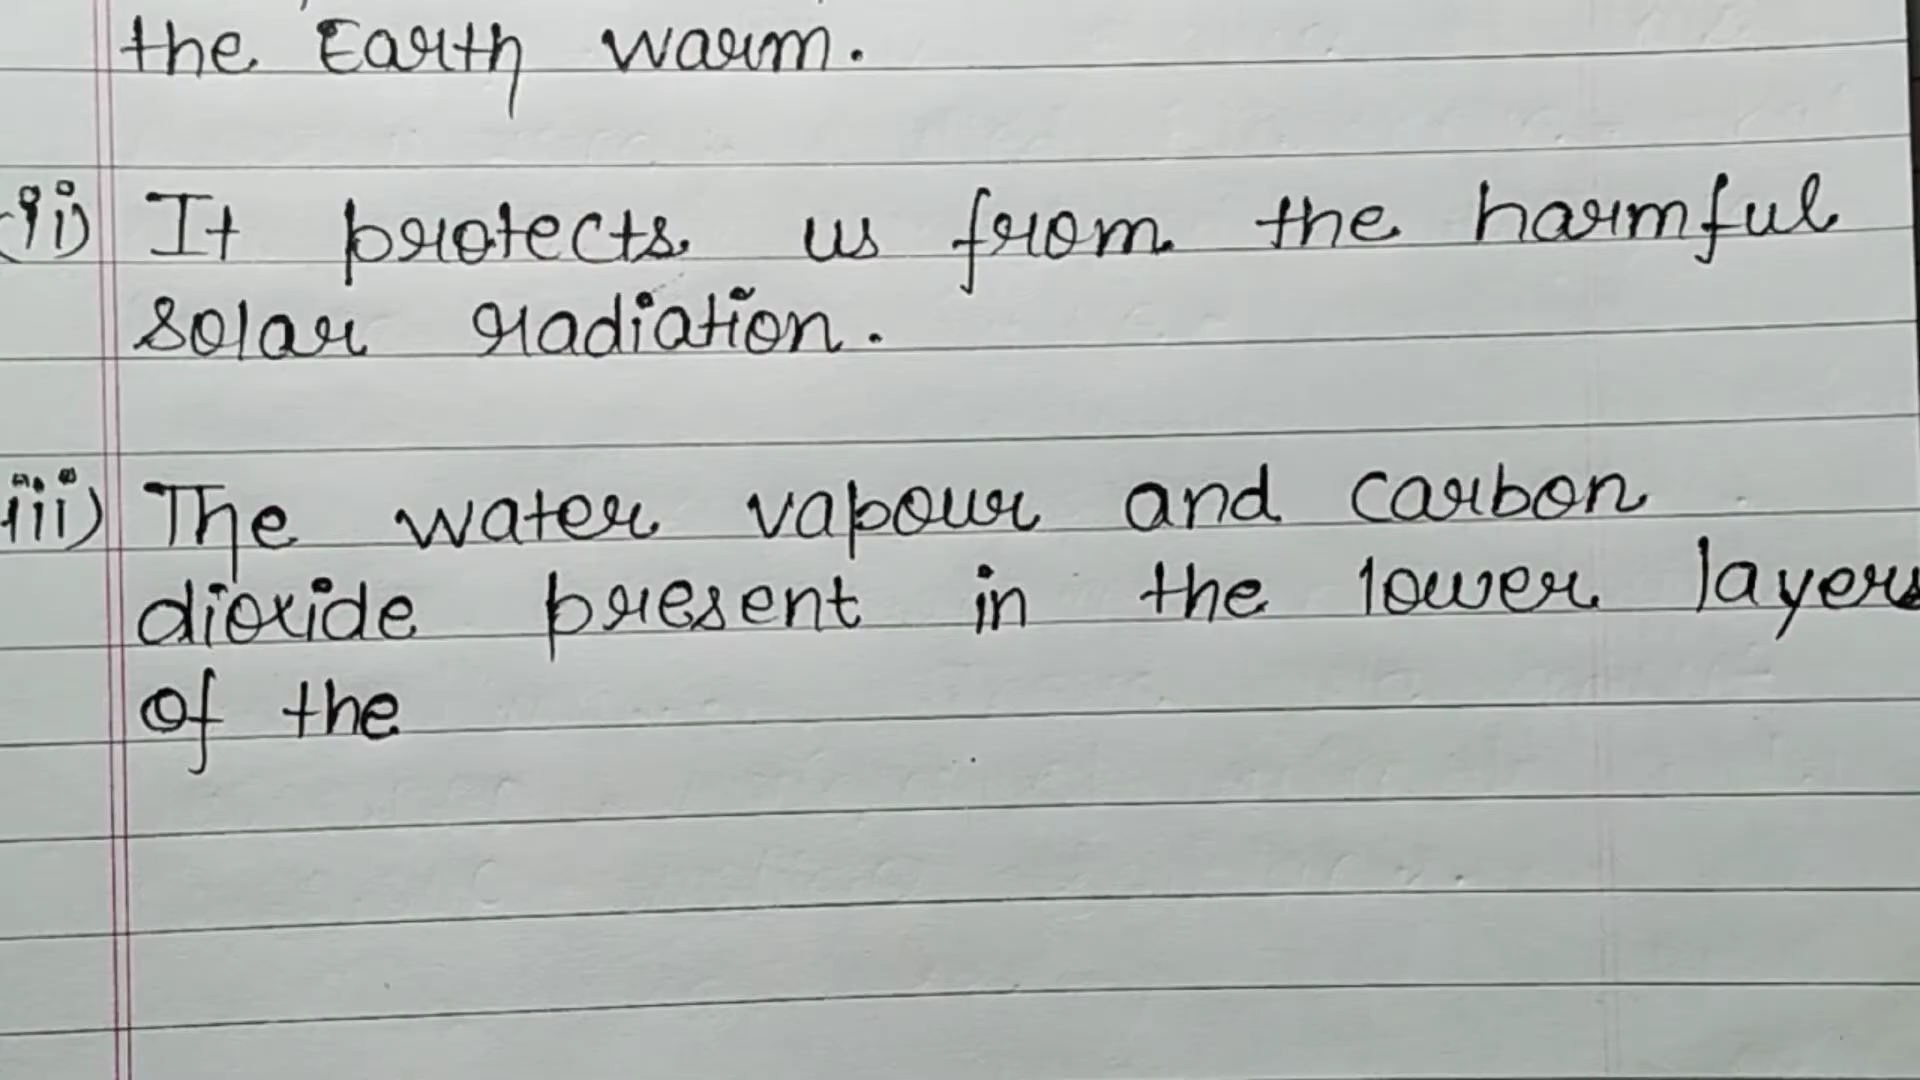 the Earth warm.
ii) It protects us from the harmful
solar radiation.
iii) The water vapour and carbon
dioxide present in the lower layers
of the